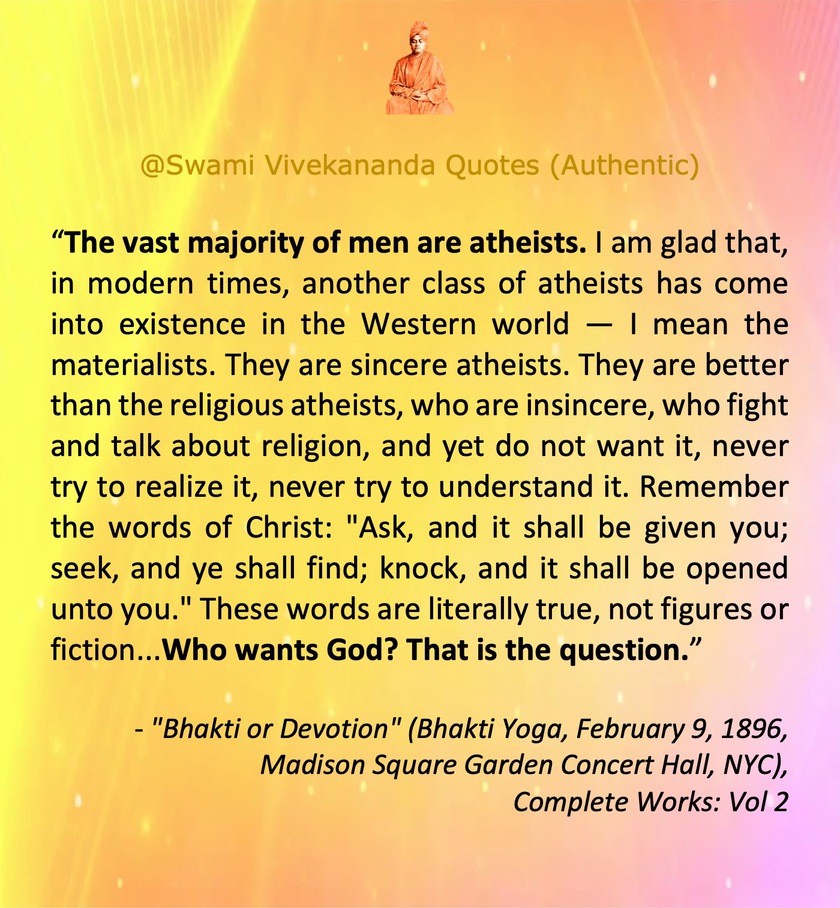 @Swami Vivekananda Quotes (Authentic)
“The vast majority of men are atheists. I am glad that,
in modern times, another class of atheists has come
into existence in the Western world — I mean the
materialists. They are sincere atheists. They are better
than the religious atheists, who are insincere, who fight
and talk about religion, and yet do not want it, never
try to realize it, never try to understand it. Remember
the words of Christ: "Ask, and it shall be given you;
seek, and ye shall find; knock, and it shall be opened
unto you." These words are literally true, not figures or
fiction...Who wants God? That is the question.”
- "Bhakti or Devotion" (Bhakti Yoga, February 9, 1896,
Madison Square Garden Concert Hall, NYC),
Complete Works: Vol 2